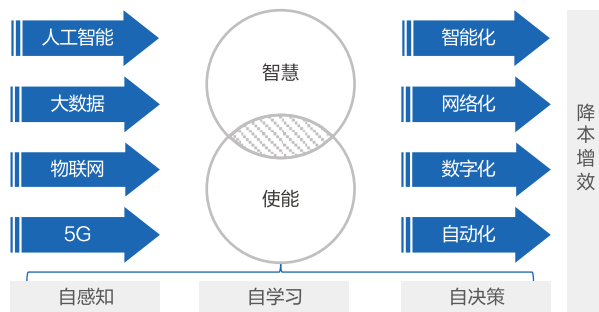 人工智能
大数据
物联网
5G
智慧
使能
智能化
网络化
数字化
自动化
降本增效
自感知
自学习
自决策